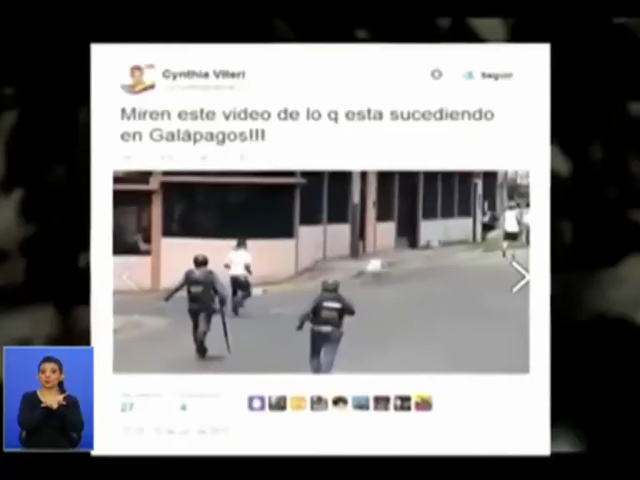 Cynthia Viteri
Seguir
Miren este video de lo q esta sucediendo
en Galápagos!!!
27
4